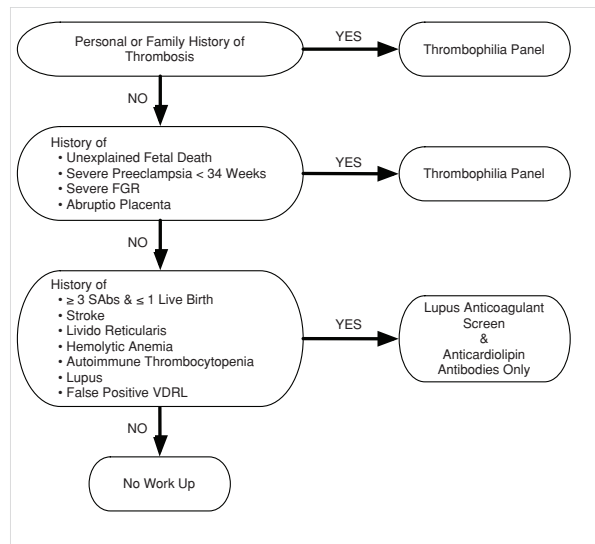 Personal or Family History of
Thrombosis
YES
Thrombophilia Panel
NO
History of
• Unexplained Fetal Death
• Severe Preeclampsia < 34 Weeks
• Severe FGR
• Abruptio Placenta
YES
Thrombophilia Panel
NO
History of
• ≥ 3 SAbs & ≤ 1 Live Birth
• Stroke
• Livido Reticularis
• Hemolytic Anemia
• Autoimmune Thrombocytopenia
• Lupus
• False Positive VDRL
YES
Lupus Anticoagulant
Screen
&
Anticardiolipin
Antibodies Only
NO
No Work Up